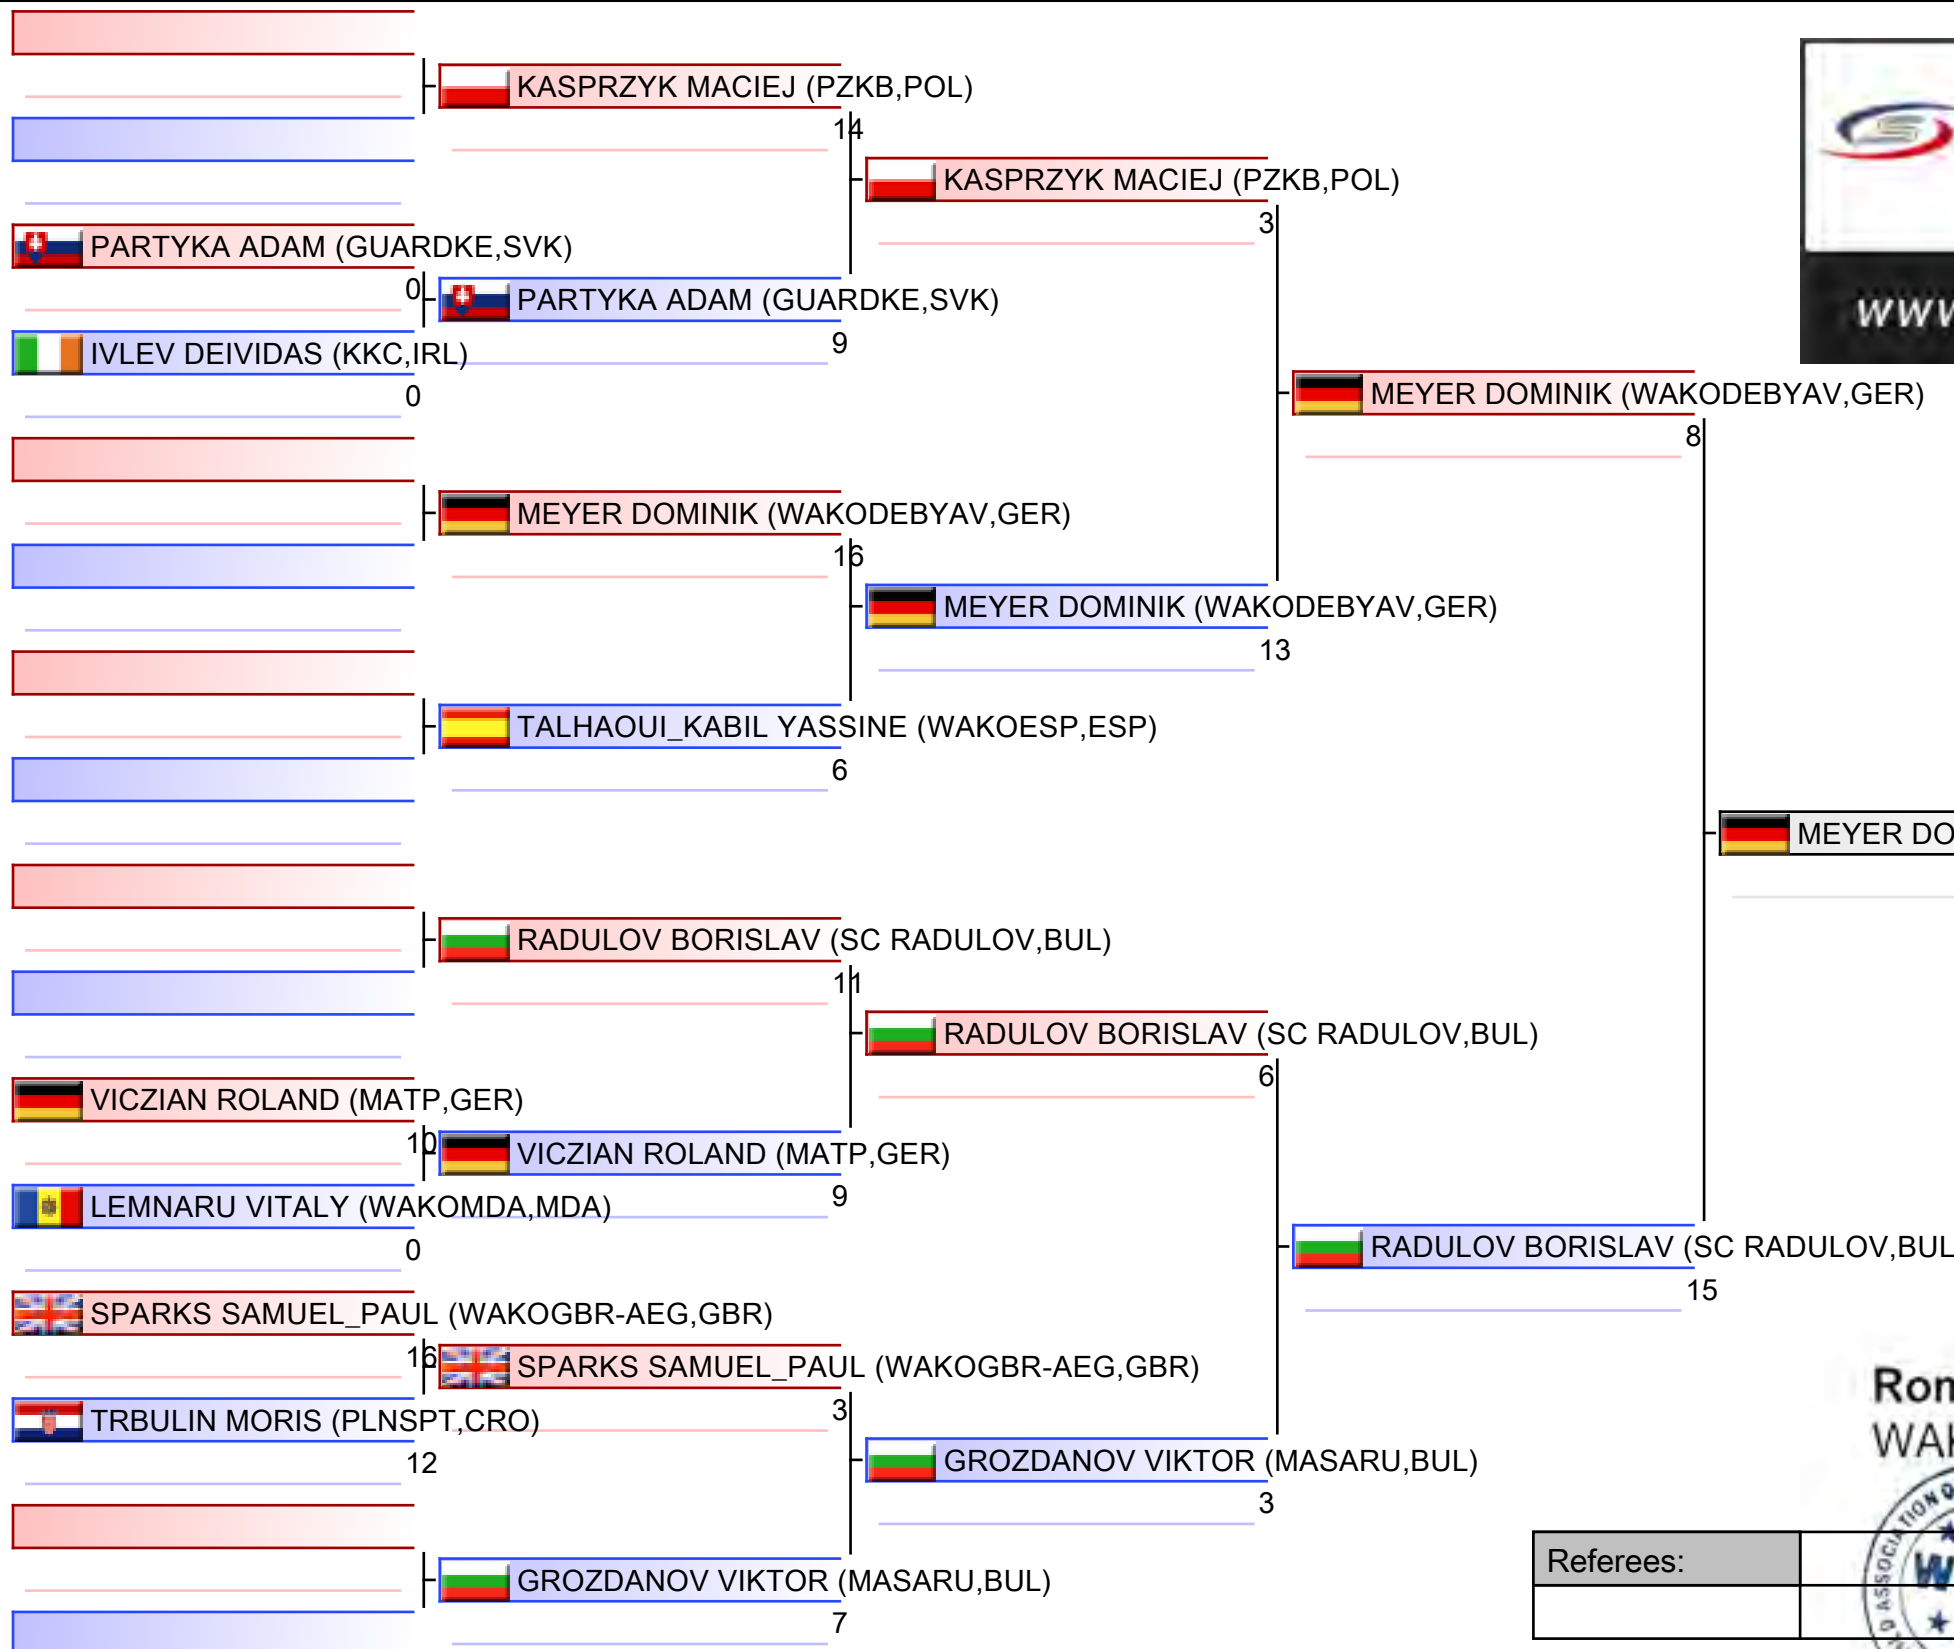 KASPRZYK MACIEJ (PZKB,POL)
14
KASPRZYK MACIEJ (PZKB,POL)
3
PARTYKA ADAM (GUARDKE,SVK)
0
PARTYKA ADAM (GUARDKE,SVK)
9
IVLEV DEIVIDAS (KKC,IRL)
0
MEYER DOMINIK (WAKODEBYAV,GER)
8
MEYER DOMINIK (WAKODEBYAV,GER)
16
MEYER DOMINIK (WAKODEBYAV,GER)
13
TALHAOUI_KABIL YASSINE (WAKOESP,ESP)
6
MEYER DO
RADULOV BORISLAV (SC RADULOV,BUL)
11
RADULOV BORISLAV (SC RADULOV,BUL)
6
VICZIAN ROLAND (MATP,GER)
10
VICZIAN ROLAND (MATP,GER)
9
LEMNARU VITALY (WAKOMDA,MDA)
0
RADULOV BORISLAV (SC RADULOV,BUL
15
SPARKS SAMUEL_PAUL (WAKOGBR-AEG,GBR)
16
SPARKS SAMUEL_PAUL (WAKOGBR-AEG,GBR)
3
TRBULIN MORIS (PLNSPT,CRO)
12
GROZDANOV VIKTOR (MASARU,BUL)
3
GROZDANOV VIKTOR (MASARU,BUL)
7
Referees: